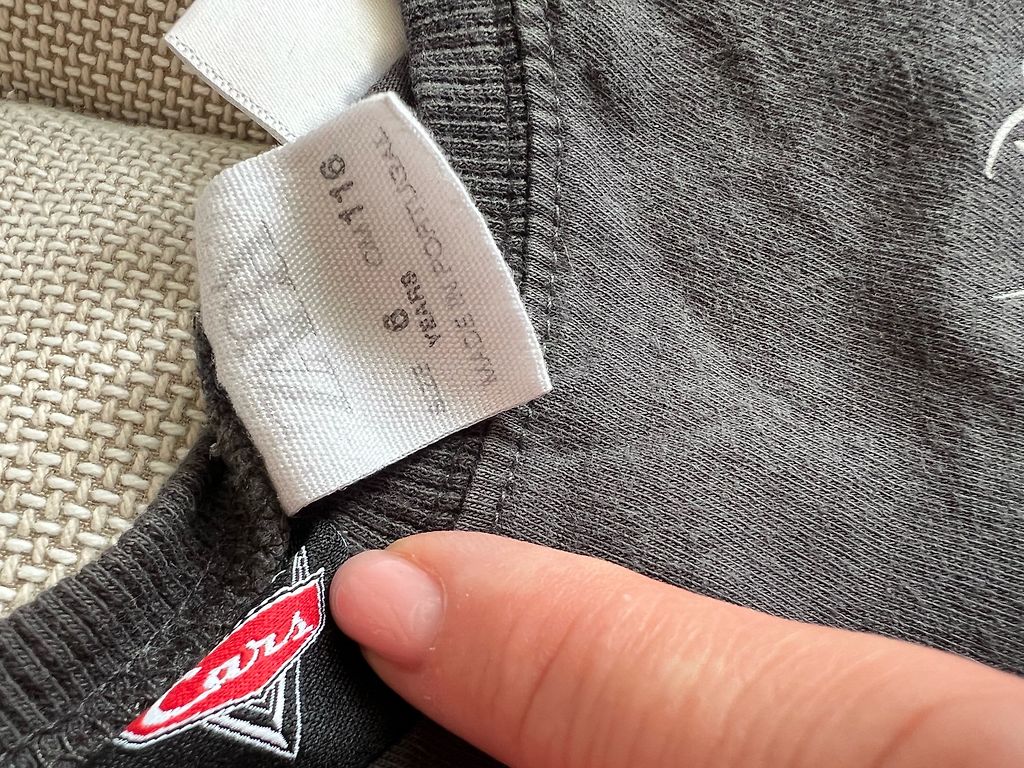 SIZE 6 YEARS CM/ 116
MADE IN PORTUGAL
Cars